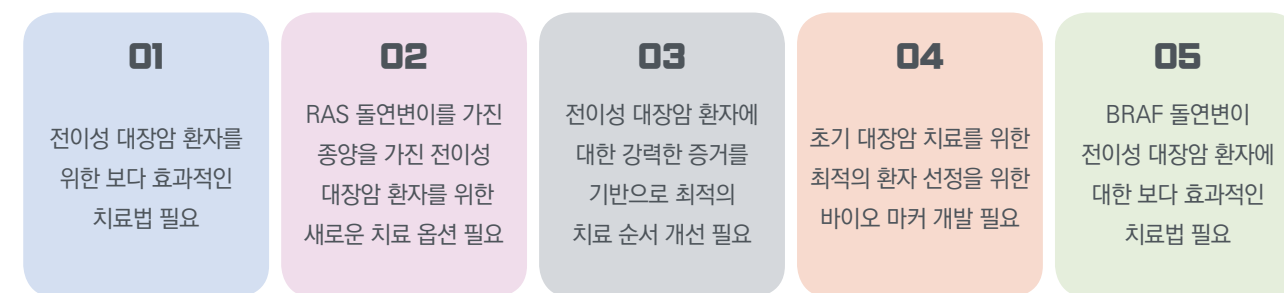 01
전이성 대장암 환자를
위한 보다 효과적인
치료법 필요
02
RAS 돌연변이를 가진
종양을 가진 전이성
대장암 환자를 위한
새로운 치료 옵션 필요
03
전이성 대장암 환자에
대한 강력한 증거를
기반으로 최적의
치료 순서 개선 필요
04
초기 대장암 치료를 위한
최적의 환자 선정을 위한
바이오 마커 개발 필요
05
BRAF 돌연변이
전이성 대장암 환자에
대한 보다 효과적인
치료법 필요